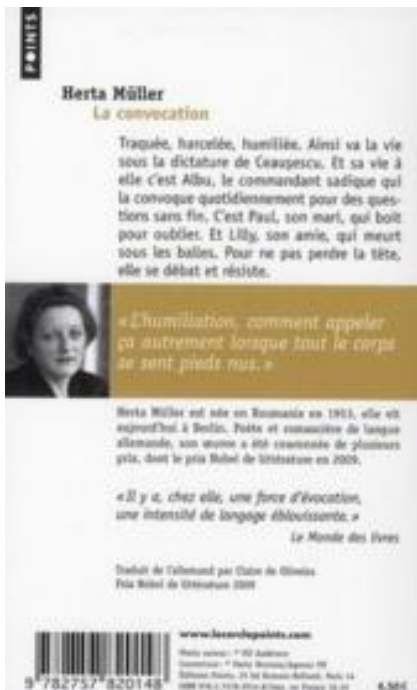 POINTS
Herta Müller
La convocation
Traquée, harcelée, humiliée. Ainsi va la vie
sous la dictature de Ceauşescu. Et sa vie à
elle c'est Albu, le commandant sadique qui
la convoque quotidiennement pour des ques-
tions sans fin. C'est Paul, son mari, qui boit
pour oublier. Et Lilly, son amie, qui meurt
sous les balles. Pour ne pas perdre la tête,
elle se débat et résiste.
« L'humiliation, comment appeler
ça autrement lorsque tout le corps
se sent pieds nus. »
Herta Müller est née en Roumanie en 1953, elle vit
aujourd'hui à Berlin. Poète et romancière de langue
allemande, son œuvre a été couronnée de plusieurs
prix, dont le prix Nobel de littérature en 2009.
« Il y a, chez elle, une force d'évocation,
une intensité de langage éblouissante. »
Le Monde des livres
Traduit de l'allemand par Claire de Oliveira
Prix Nobel de littérature 2009
www.lecerclepoints.com
9 782757 820148